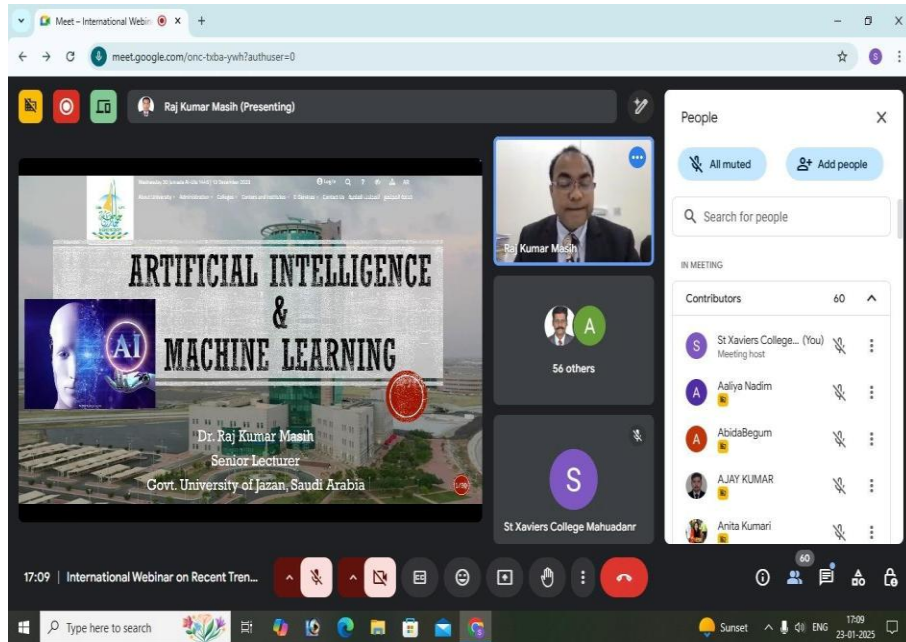 Meet – International Webin
meet.google.com/onc-txba-ywh?authuser=0
Raj Kumar Masih (Presenting)
ARTIFICIAL INTELLIGENCE
&
MACHINE LEARNING
AI
Dr. Raj Kumar Masih
Senior Lecturer
Govt. University of Jazan, Saudi Arabia
Raj Kumar Masih
A
56 others
S
St Xaviers College Mahuadanr
People
All muted
Add people
Search for people
IN MEETING
Contributors 60
S St Xaviers College... (You)
Meeting host
A Aaliya Nadim
A AbidaBegum
AJAY KUMAR
Anita Kumari
17:09 | International Webinar on Recent Tren...
60
Type here to search
Sunset
ENG
17:09
23-01-2025